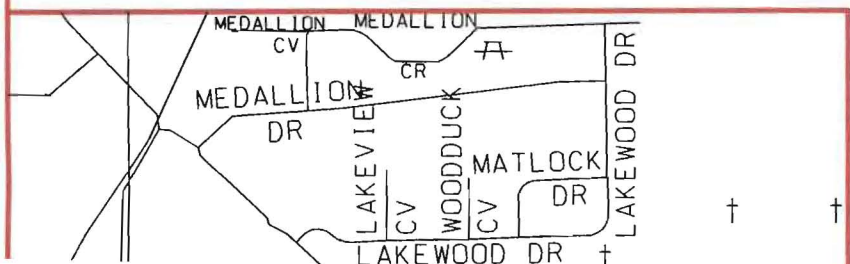 MEDALLION
CV
MEDALLION
CR
MEDALLION
DR
LAKEVIEW
CV
WOODDUCK
CV
MATLOCK
DR
LAKEWOOD DR
LAKEWOOD DR